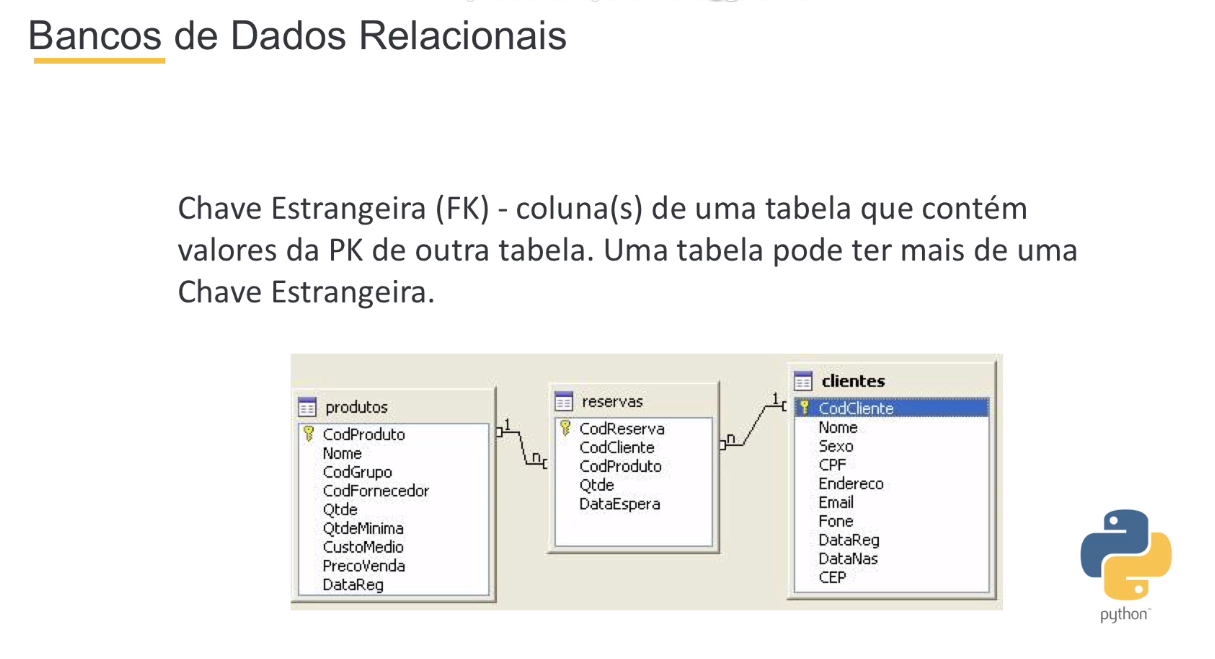 Bancos de Dados Relacionais
Chave Estrangeira (FK) - coluna(s) de uma tabela que contém
valores da PK de outra tabela. Uma tabela pode ter mais de uma
Chave Estrangeira.
produtos
CodProduto
Nome
CodGrupo
CodFornecedor
Qtde
QtdeMinima
CustoMedio
PrecoVenda
DataReg
1
n
reservas
CodReserva
CodCliente
CodProduto
Qtde
DataEspera
n
1
clientes
CodCliente
Nome
Sexo
CPF
Endereco
Email
Fone
DataReg
DataNas
CEP
python